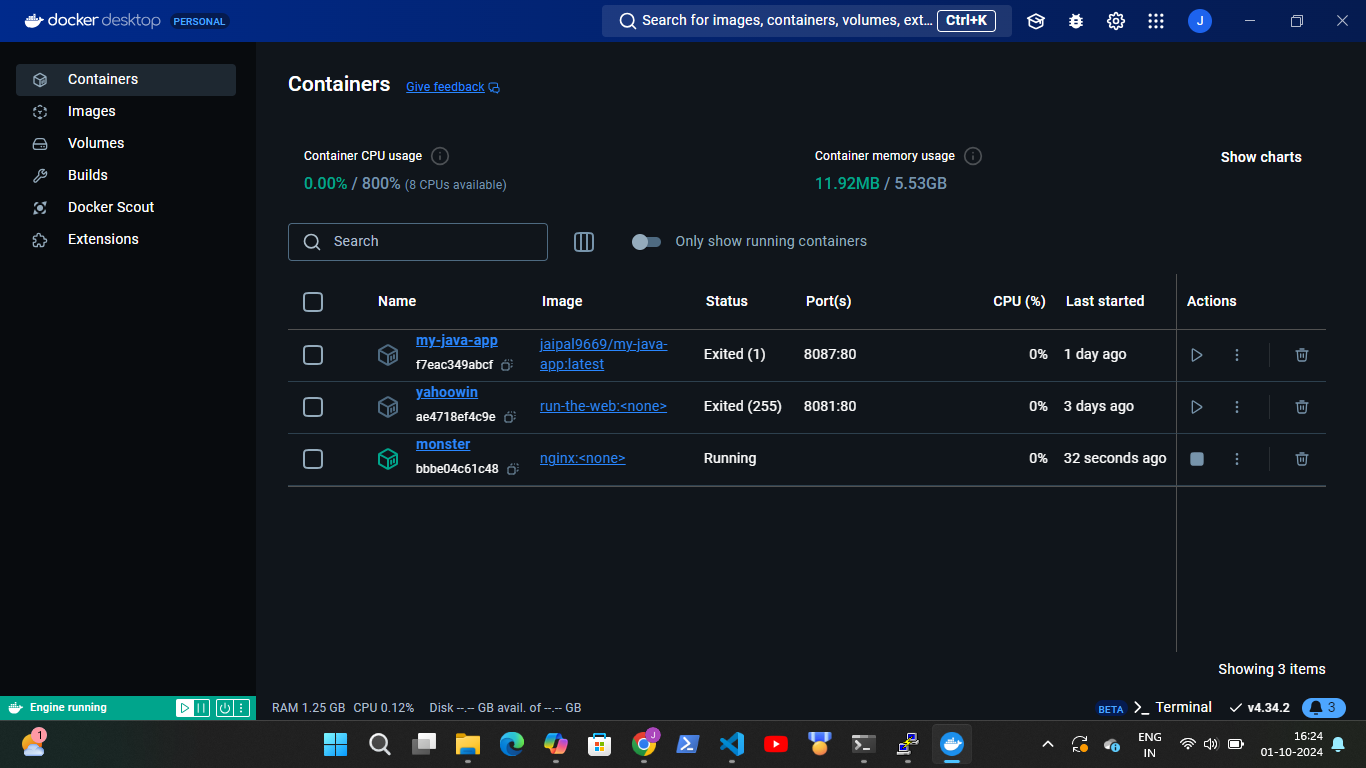 docker desktop PERSONAL
Search for images, containers, volumes, ext... Ctrl+K
J
Containers
Images
Volumes
Builds
Docker Scout
Extensions
Containers Give feedback
Container CPU usage
0.00% / 800% (8 CPUs available)
Container memory usage
11.92MB / 5.53GB
Show charts
Search
Only show running containers
Name Image Status Port(s) CPU (%) Last started Actions
my-java-app
f7eac349abcf
jaipal9669/my-java-
app:latest
Exited (1) 8087:80 0% 1 day ago
yahoowin
ae4718ef4c9e
run-the-web:<none> Exited (255) 8081:80 0% 3 days ago
monster
bbbe04c61c48
nginx:<none> Running 0% 32 seconds ago
Showing 3 items
Engine running
RAM 1.25 GB CPU 0.12% Disk --.-- GB avail. of --.-- GB
BETA >_ Terminal v4.34.2 3
1
J
ENG
IN
16:24
01-10-2024